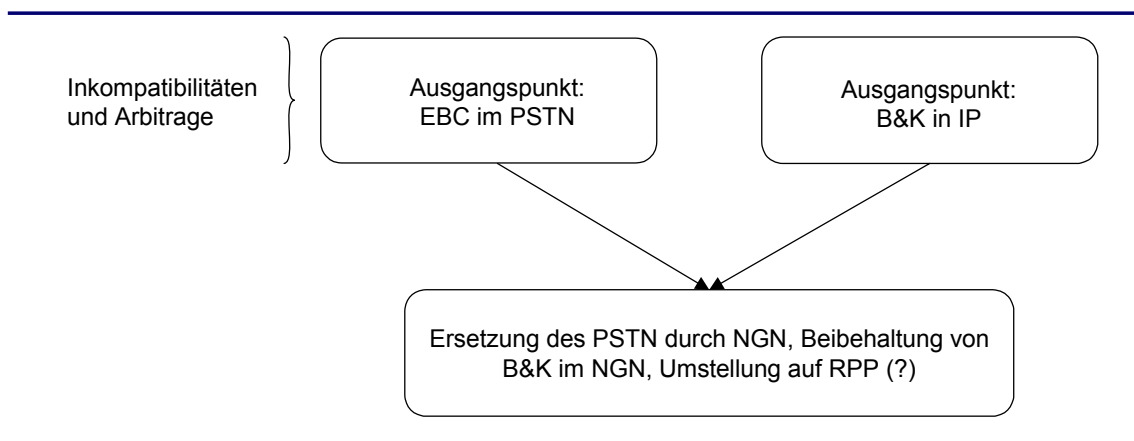 Inkompatibilitäten
und Arbitrage
Ausgangspunkt:
EBC im PSTN
Ausgangspunkt:
B&K in IP
Ersetzung des PSTN durch NGN, Beibehaltung von
B&K im NGN, Umstellung auf RPP (?)